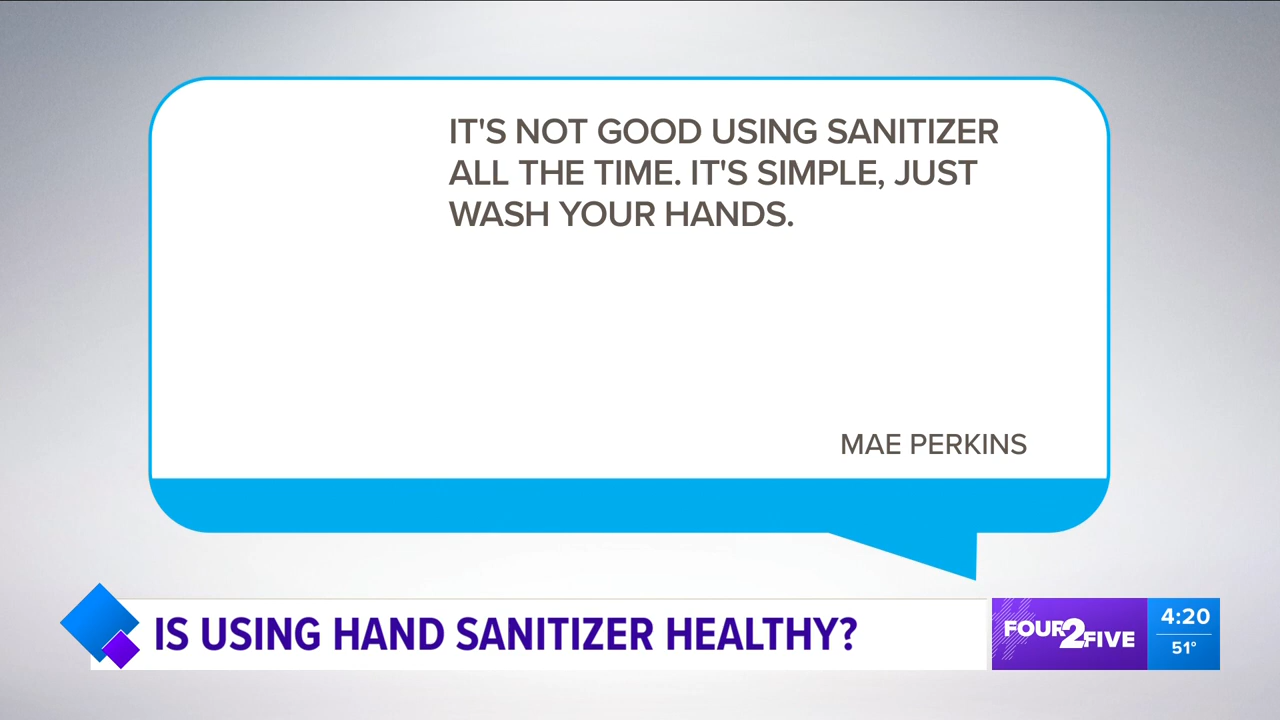 IT'S NOT GOOD USING SANITIZER
ALL THE TIME. IT'S SIMPLE, JUST
WASH YOUR HANDS.
MAE PERKINS
IS USING HAND SANITIZER HEALTHY?
FOUR2FIVE
4:20
51°